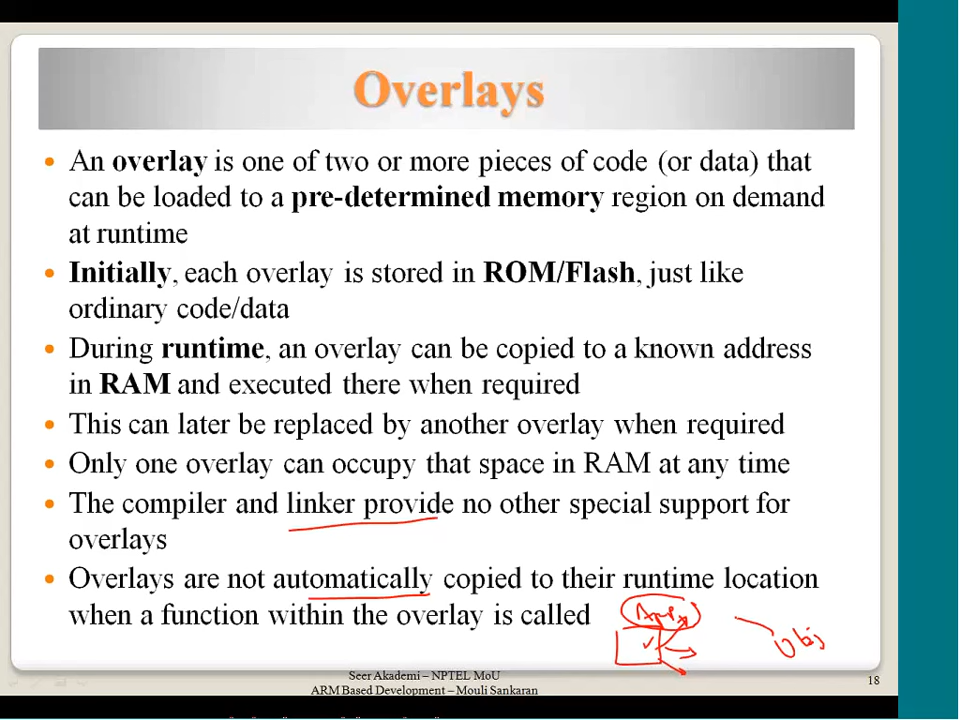 Overlays
• An overlay is one of two or more pieces of code (or data) that
can be loaded to a pre-determined memory region on demand
at runtime
• Initially, each overlay is stored in ROM/Flash, just like
ordinary code/data
• During runtime, an overlay can be copied to a known address
in RAM and executed there when required
• This can later be replaced by another overlay when required
• Only one overlay can occupy that space in RAM at any time
• The compiler and linker provide no other special support for
overlays
• Overlays are not automatically copied to their runtime location
when a function within the overlay is called
Obj
Seer Akademi – NPTEL MoU
ARM Based Development – Mouli Sankaran
18